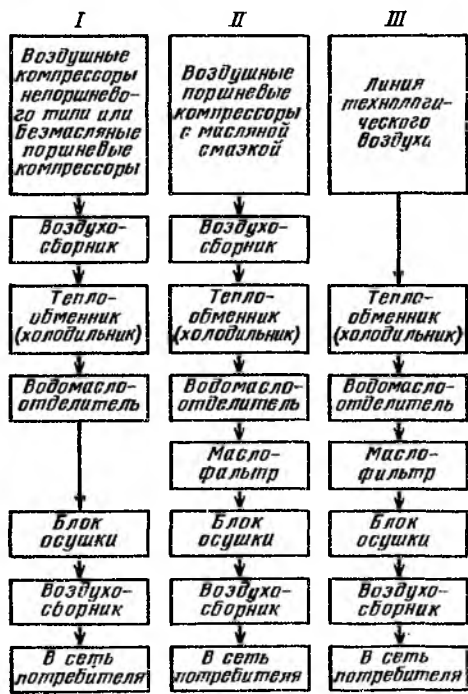 I
Воздушные
компрессоры
непоршнево-
го типи или
безмасляные
поршневые
компрессоры
Воздухо-
сборник
Тепло-
обменник
(холодильник)
Водомасло-
отделитель
Блок
осушки
Воздухо-
сборник
В сеть
потребителя
II
Воздушные
поршневые
компрессоры
с масляной
смазкой
Воздухо-
сборник
Тепло-
обменник
(холодильник)
Водомасло-
отделитель
Масло-
фальтр
Блок
осушки
Воздухо-
сборник
В сеть
потребителя
III
Линия
технологи-
ческого
воздуха
Тепло-
обменник
(холодильник)
Водомасло-
отделитель
Масло-
фильтр
Блок
осушки
Воздухо-
сборник
В сеть
потребителя